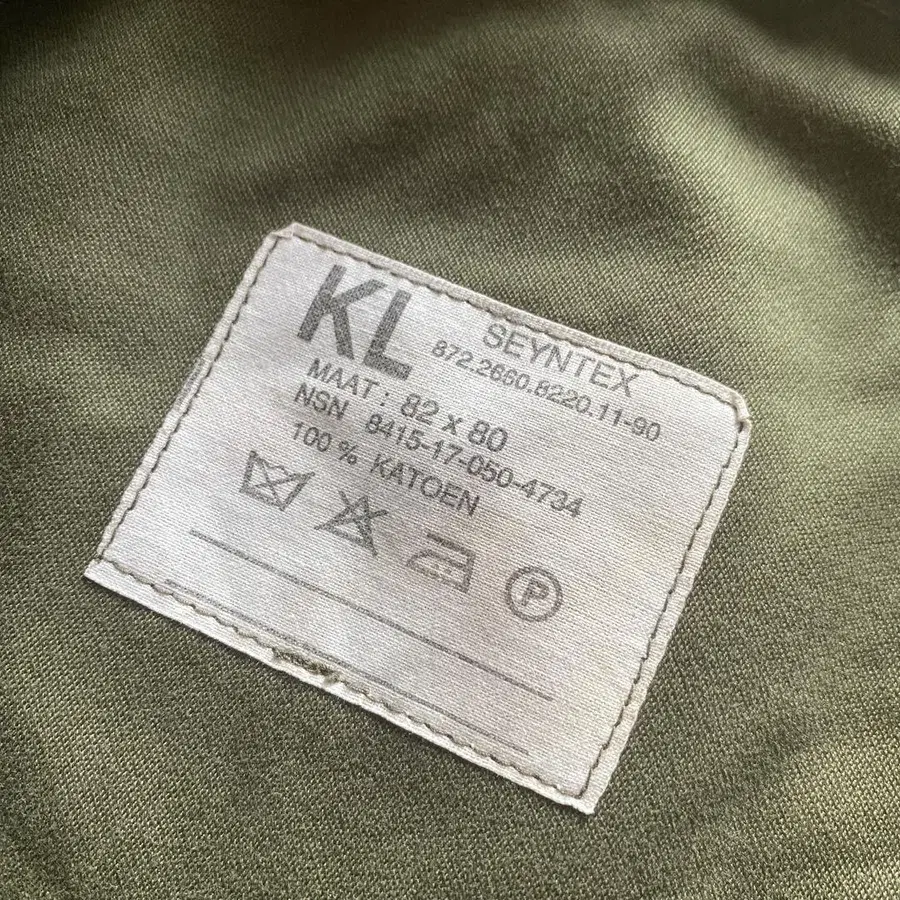 KL SEYNTEX
872.2660.8220.11-90
MAAT : 82 x 80
NSN 8415-17-050-4734
100 % KATOEN
P